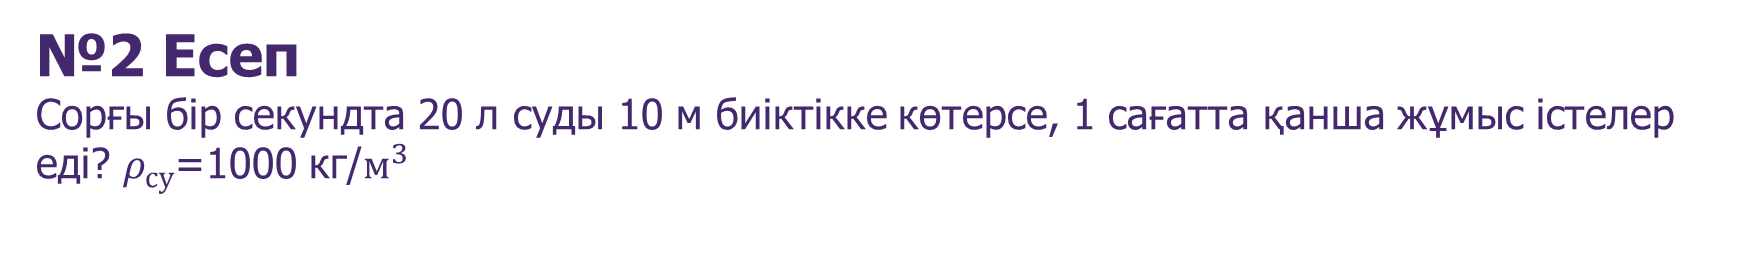 №2 Есеп
Сорғы бір секундта 20 л суды 10 м биіктікке көтерсе, 1 сағатта қанша жұмыс істелер
еді? 𝜌су=1000 кг/м³